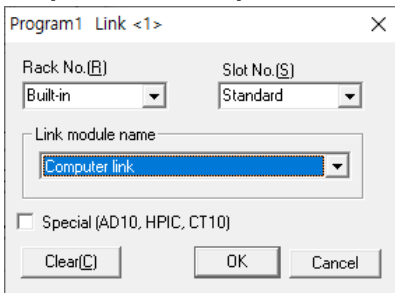 Program1 Link <1>
Rack No.(R) Slot No.(S)
Built-in Standard
Link module name
Computer link
Special (AD10, HPIC, CT10)
Clear(C) OK Cancel